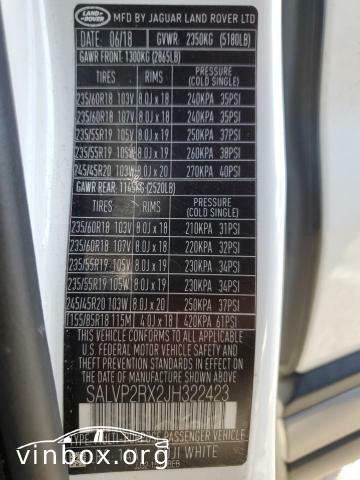 LAND ROVER
MFD BY JAGUAR LAND ROVER LTD
DATE: 06/18 GVWR: 2350KG (5180LB)
GAWR FRONT: 1300KG (2865LB)
TIRES RIMS PRESSURE (COLD SINGLE)
235/60R18 103V 8.0J x 18 240KPA 35PSI
235/60R18 107V 8.0J x 18 240KPA 35PSI
235/55R19 105V 8.0J x 19 250KPA 37PSI
235/55R19 105W 8.0J x 19 260KPA 38PSI
245/45R20 103W 8.0J x 20 270KPA 40PSI
GAWR REAR: (2520LB)
TIRES RIMS PRESSURE (COLD SINGLE)
235/60R18 103V 8.0J x 18 210KPA 31PSI
235/60R18 107V 8.0J x 18 220KPA 32PSI
235/55R19 105V 8.0J x 19 230KPA 34PSI
235/55R19 105W 8.0J x 19 230KPA 34PSI
245/45R20 103W 8.0J x 20 250KPA 37PSI
T155/85R18 115M 4.0J x 18 420KPA 61PSI
THIS VEHICLE CONFORMS TO ALL APPLICABLE
FEDERAL MOTOR VEHICLE SAFETY, BUMPER,
AND THEFT PREVENTION STANDARDS
IN EFFECT ON THE DATE OF
MANUFACTURE SHOWN ABOVE
SALVP2RX2JH322423
PASSENGER VEHICLE
WHITE
vinbox.org
vinbox.org